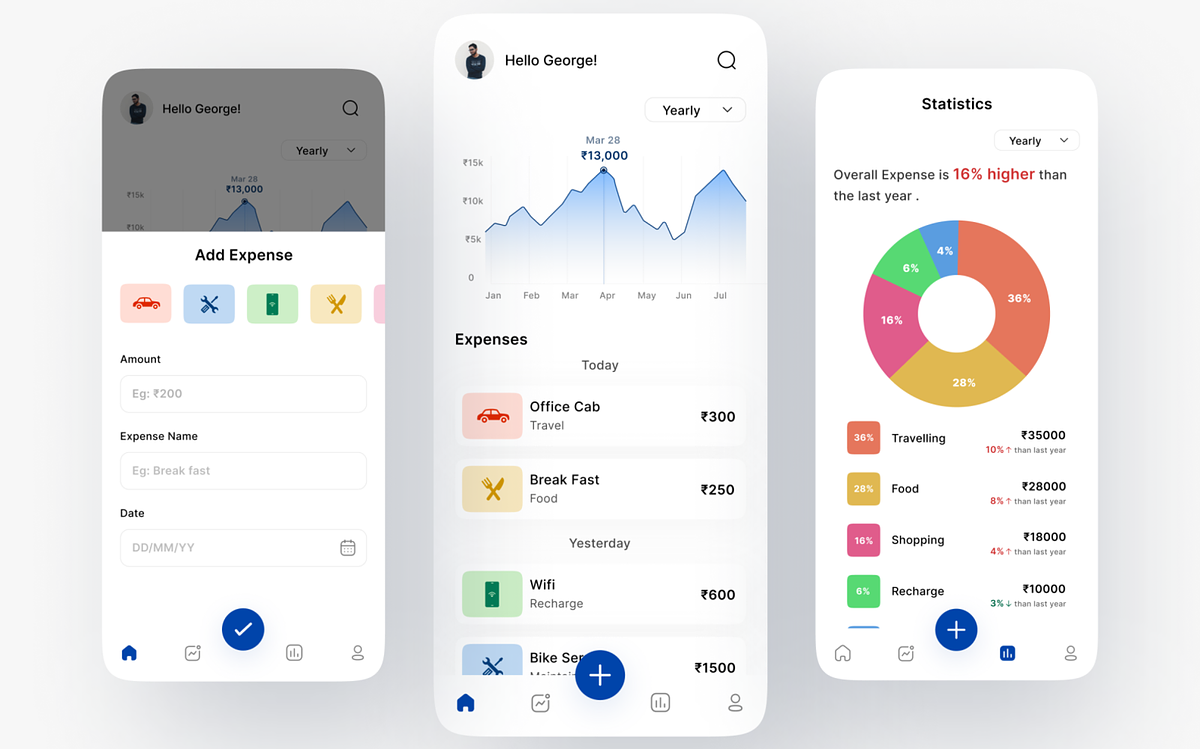 Hello George!
Yearly
Mar 28
₹13,000
₹15k
₹10k
Add Expense
Amount
Eg: ₹200
Expense Name
Eg: Break fast
Date
DD/MM/YY
Hello George!
Yearly
Mar 28
₹13,000
₹15k
₹10k
₹5k
0
Jan Feb Mar Apr May Jun Jul
Expenses
Today
Office Cab
Travel
₹300
Break Fast
Food
₹250
Yesterday
Wifi
Recharge
₹600
Bike Ser
₹1500
Statistics
Yearly
Overall Expense is 16% higher than
the last year .
4%
6%
36%
16%
28%
36% Travelling ₹35000
10%↑ than last year
28% Food ₹28000
8%↑ than last year
16% Shopping ₹18000
4%↑ than last year
6% Recharge ₹10000
3%↓ than last year